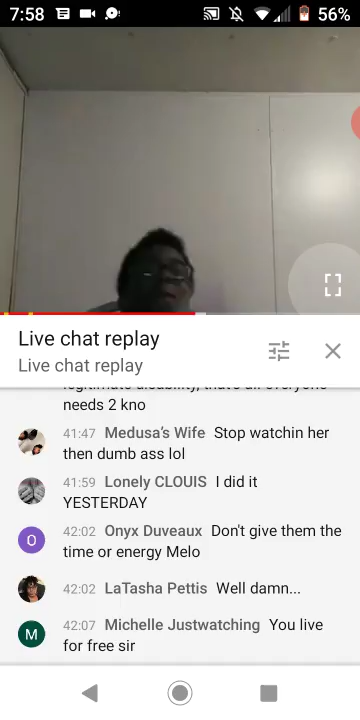 7:58 56%
Live chat replay
Live chat replay
legitimate disability, that's all everyone
needs 2 kno
41:47 Medusa's Wife Stop watchin her
then dumb ass lol
41:59 Lonely CLOUIS I did it
YESTERDAY
O 42:02 Onyx Duveaux Don't give them the
time or energy Melo
42:02 LaTasha Pettis Well damn...
M 42:07 Michelle Justwatching You live
for free sir